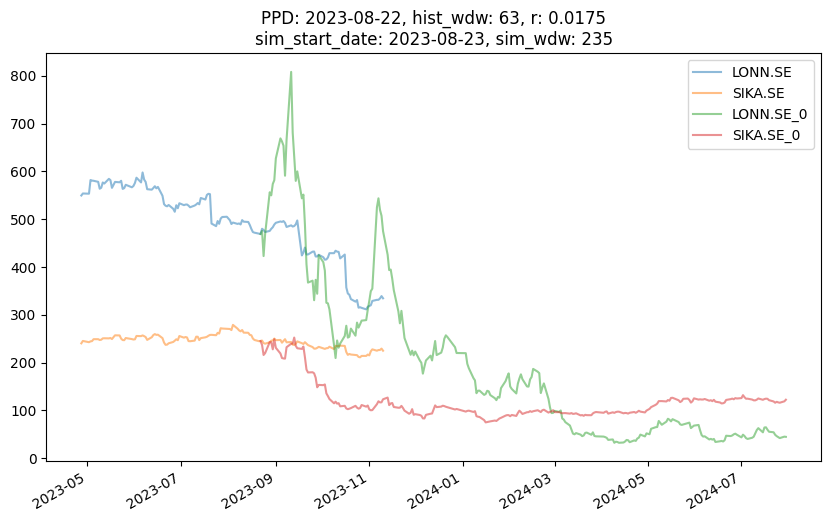 PPD: 2023-08-22, hist_wdw: 63, r: 0.0175
sim_start_date: 2023-08-23, sim_wdw: 235
LONN.SE
SIKA.SE
LONN.SE_0
SIKA.SE_0
800
700
600
500
400
300
200
100
0
2023-05
2023-07
2023-09
2023-11
2024-01
2024-03
2024-05
2024-07